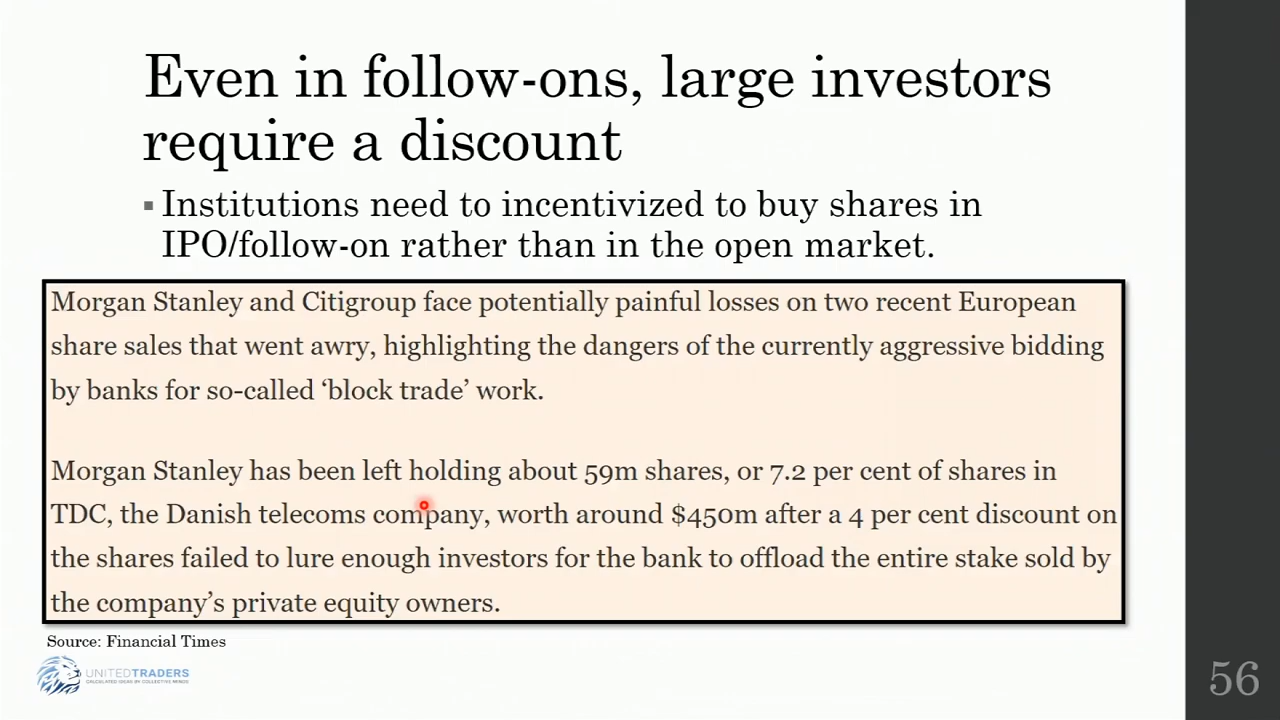 Even in follow-ons, large investors
require a discount
▪ Institutions need to incentivized to buy shares in
IPO/follow-on rather than in the open market.
Morgan Stanley and Citigroup face potentially painful losses on two recent European
share sales that went awry, highlighting the dangers of the currently aggressive bidding
by banks for so-called ‘block trade’ work.
Morgan Stanley has been left holding about 59m shares, or 7.2 per cent of shares in
TDC, the Danish telecoms company, worth around $450m after a 4 per cent discount on
the shares failed to lure enough investors for the bank to offload the entire stake sold by
the company’s private equity owners.
Source: Financial Times
UNITEDTRADERS
CALCULATED IDEAS BY COLLECTIVE MINDS
56